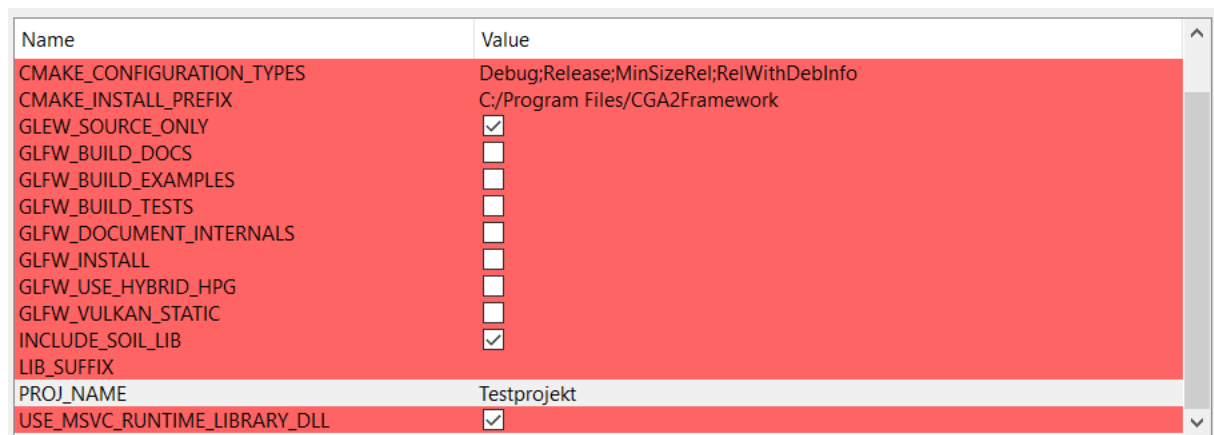 Name Value
CMAKE_CONFIGURATION_TYPES Debug;Release;MinSizeRel;RelWithDebInfo
CMAKE_INSTALL_PREFIX C:/Program Files/CGA2Framework
GLEW_SOURCE_ONLY
GLFW_BUILD_DOCS
GLFW_BUILD_EXAMPLES
GLFW_BUILD_TESTS
GLFW_DOCUMENT_INTERNALS
GLFW_INSTALL
GLFW_USE_HYBRID_HPG
GLFW_VULKAN_STATIC
INCLUDE_SOIL_LIB
LIB_SUFFIX
PROJ_NAME Testprojekt
USE_MSVC_RUNTIME_LIBRARY_DLL